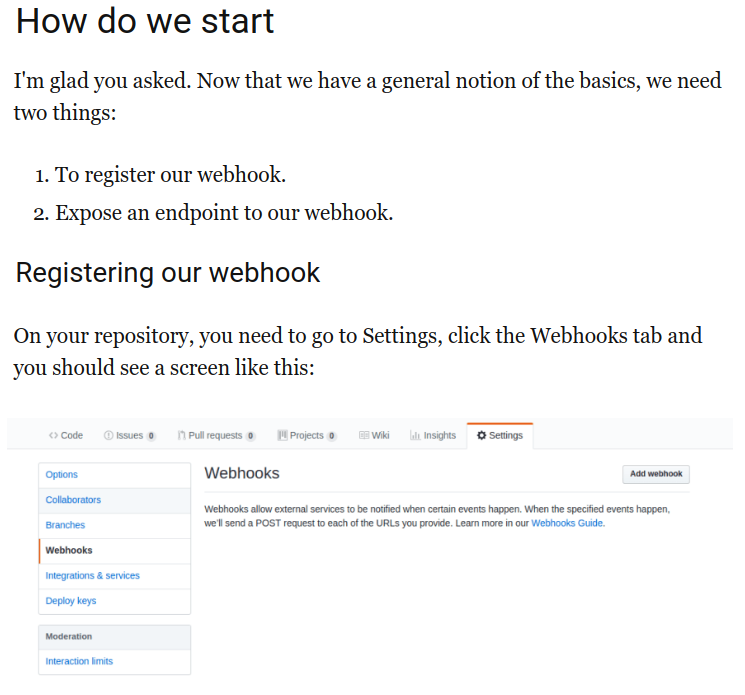 How do we start
I'm glad you asked. Now that we have a general notion of the basics, we need
two things:
1. To register our webhook.
2. Expose an endpoint to our webhook.
Registering our webhook
On your repository, you need to go to Settings, click the Webhooks tab and
you should see a screen like this:
<> Code Issues 0 Pull requests 0 Projects 0 Wiki Insights Settings
Options
Collaborators
Branches
Webhooks
Integrations & services
Deploy keys
Moderation
Interaction limits
Webhooks
Add webhook
Webhooks allow external services to be notified when certain events happen. When the specified events happen,
we'll send a POST request to each of the URLs you provide. Learn more in our Webhooks Guide.